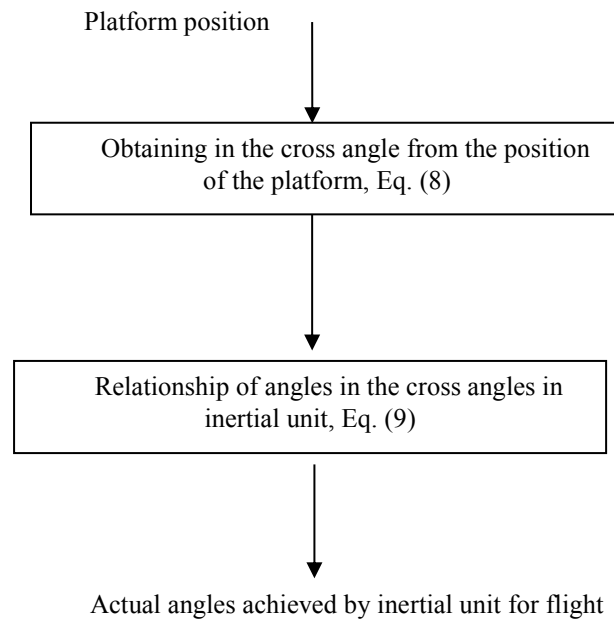 Platform position
Obtaining in the cross angle from the position
of the platform, Eq. (8)
Relationship of angles in the cross angles in
inertial unit, Eq. (9)
Actual angles achieved by inertial unit for flight